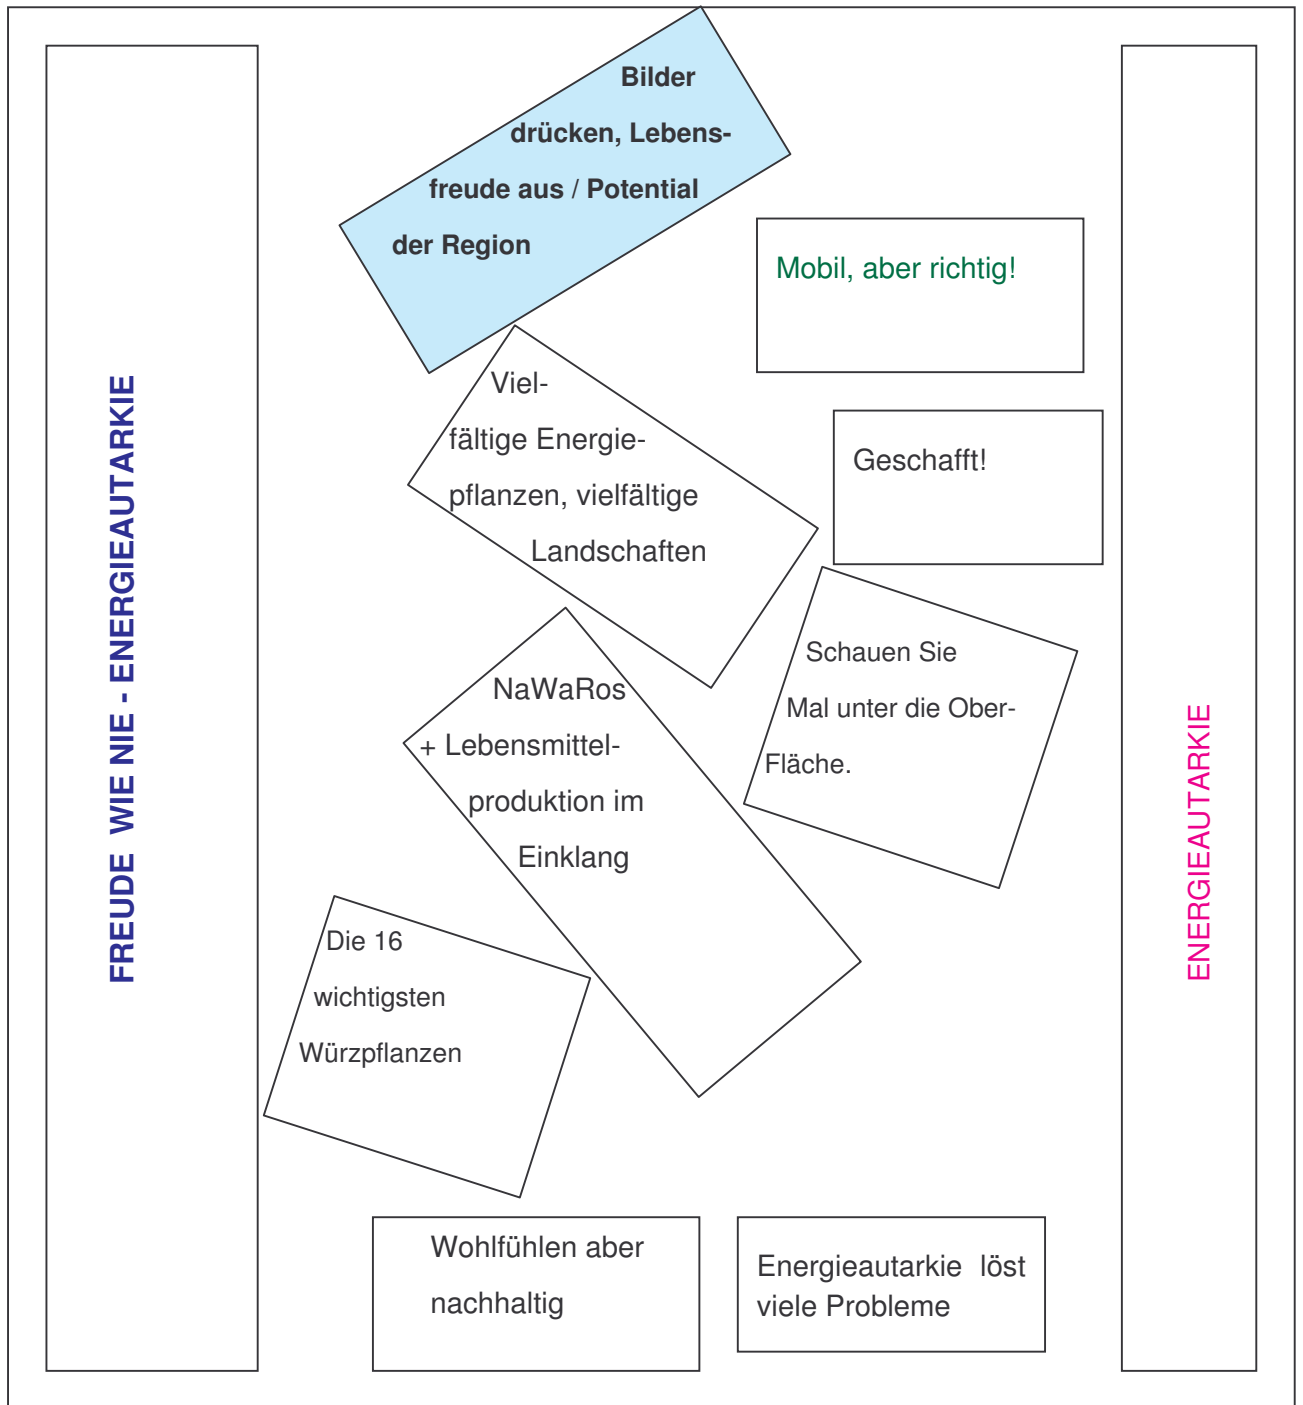 FREUDE WIE NIE - ENERGIEAUTARKIE
Bilder
drücken, Lebens-
freude aus / Potential
der Region
Mobil, aber richtig!
Viel-
fältige Energie-
pflanzen, vielfältige
Landschaften
Geschafft!
Schauen Sie
Mal unter die Ober-
Fläche.
NaWaRos
+ Lebensmittel-
produktion im
Einklang
Die 16
wichtigsten
Würzpflanzen
Wohlfühlen aber
nachhaltig
Energieautarkie löst
viele Probleme
ENERGIEAUTARKIE